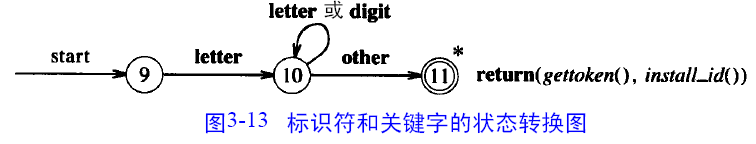 letter 或 digit
start
letter
other
*
9
10
11
return(gettoken(), install_id())
图3-13 标识符和关键字的状态转换图